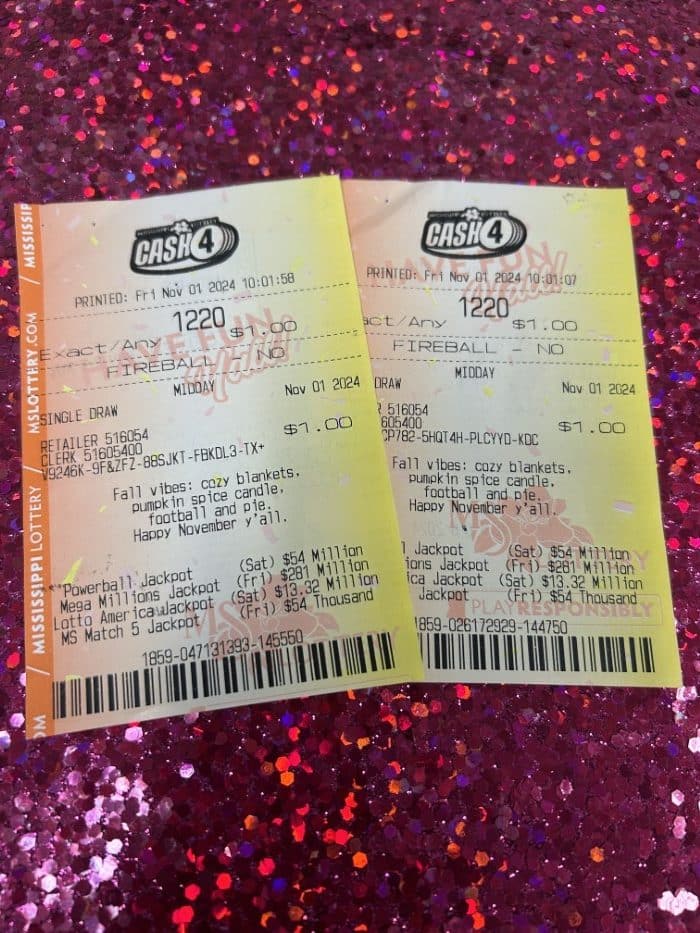 MISSISSIPPI LOTTERY / MSLOTTERY.COM / MISSISSIP
CASH 4
PRINTED: Fri Nov 01 2024 10:01:58
1220
Exact/Any $1.00
FIREBALL - NO
MIDDAY
Nov 01 2024
SINGLE DRAW
RETAILER 516054
CLERK 51605400
$1.00
V9246K-9F&ZFZ-88SJKT-FBKDL3-TX+
Fall vibes: cozy blankets,
pumpkin spice candle,
football and pie.
Happy November y'all.
Powerball Jackpot (Sat) $54 Million
Mega Millions Jackpot (Fri) $281 Million
Lotto America Jackpot (Sat) $13.32 Million
MS Match 5 Jackpot (Fri) $54 Thousand
1859-047131393-145550
HAVE FUN
Y'all!
CASH 4
PRINTED: Fri Nov 01 2024 10:01:07
1220
act/Any $1.00
FIREBALL - NO
MIDDAY
Nov 01 2024
DRAW
R 516054
605400
$1.00
CP782-5HQT4H-PLCYYD-KDC
Fall vibes: cozy blankets,
pumpkin spice candle,
football and pie.
Happy November y'all.
l Jackpot (Sat) $54 Million
ions Jackpot (Fri) $281 Million
ica Jackpot (Sat) $13.32 Million
Jackpot (Fri) $54 Thousand
PLAY RESPONSIBLY
1859-026172929-144750